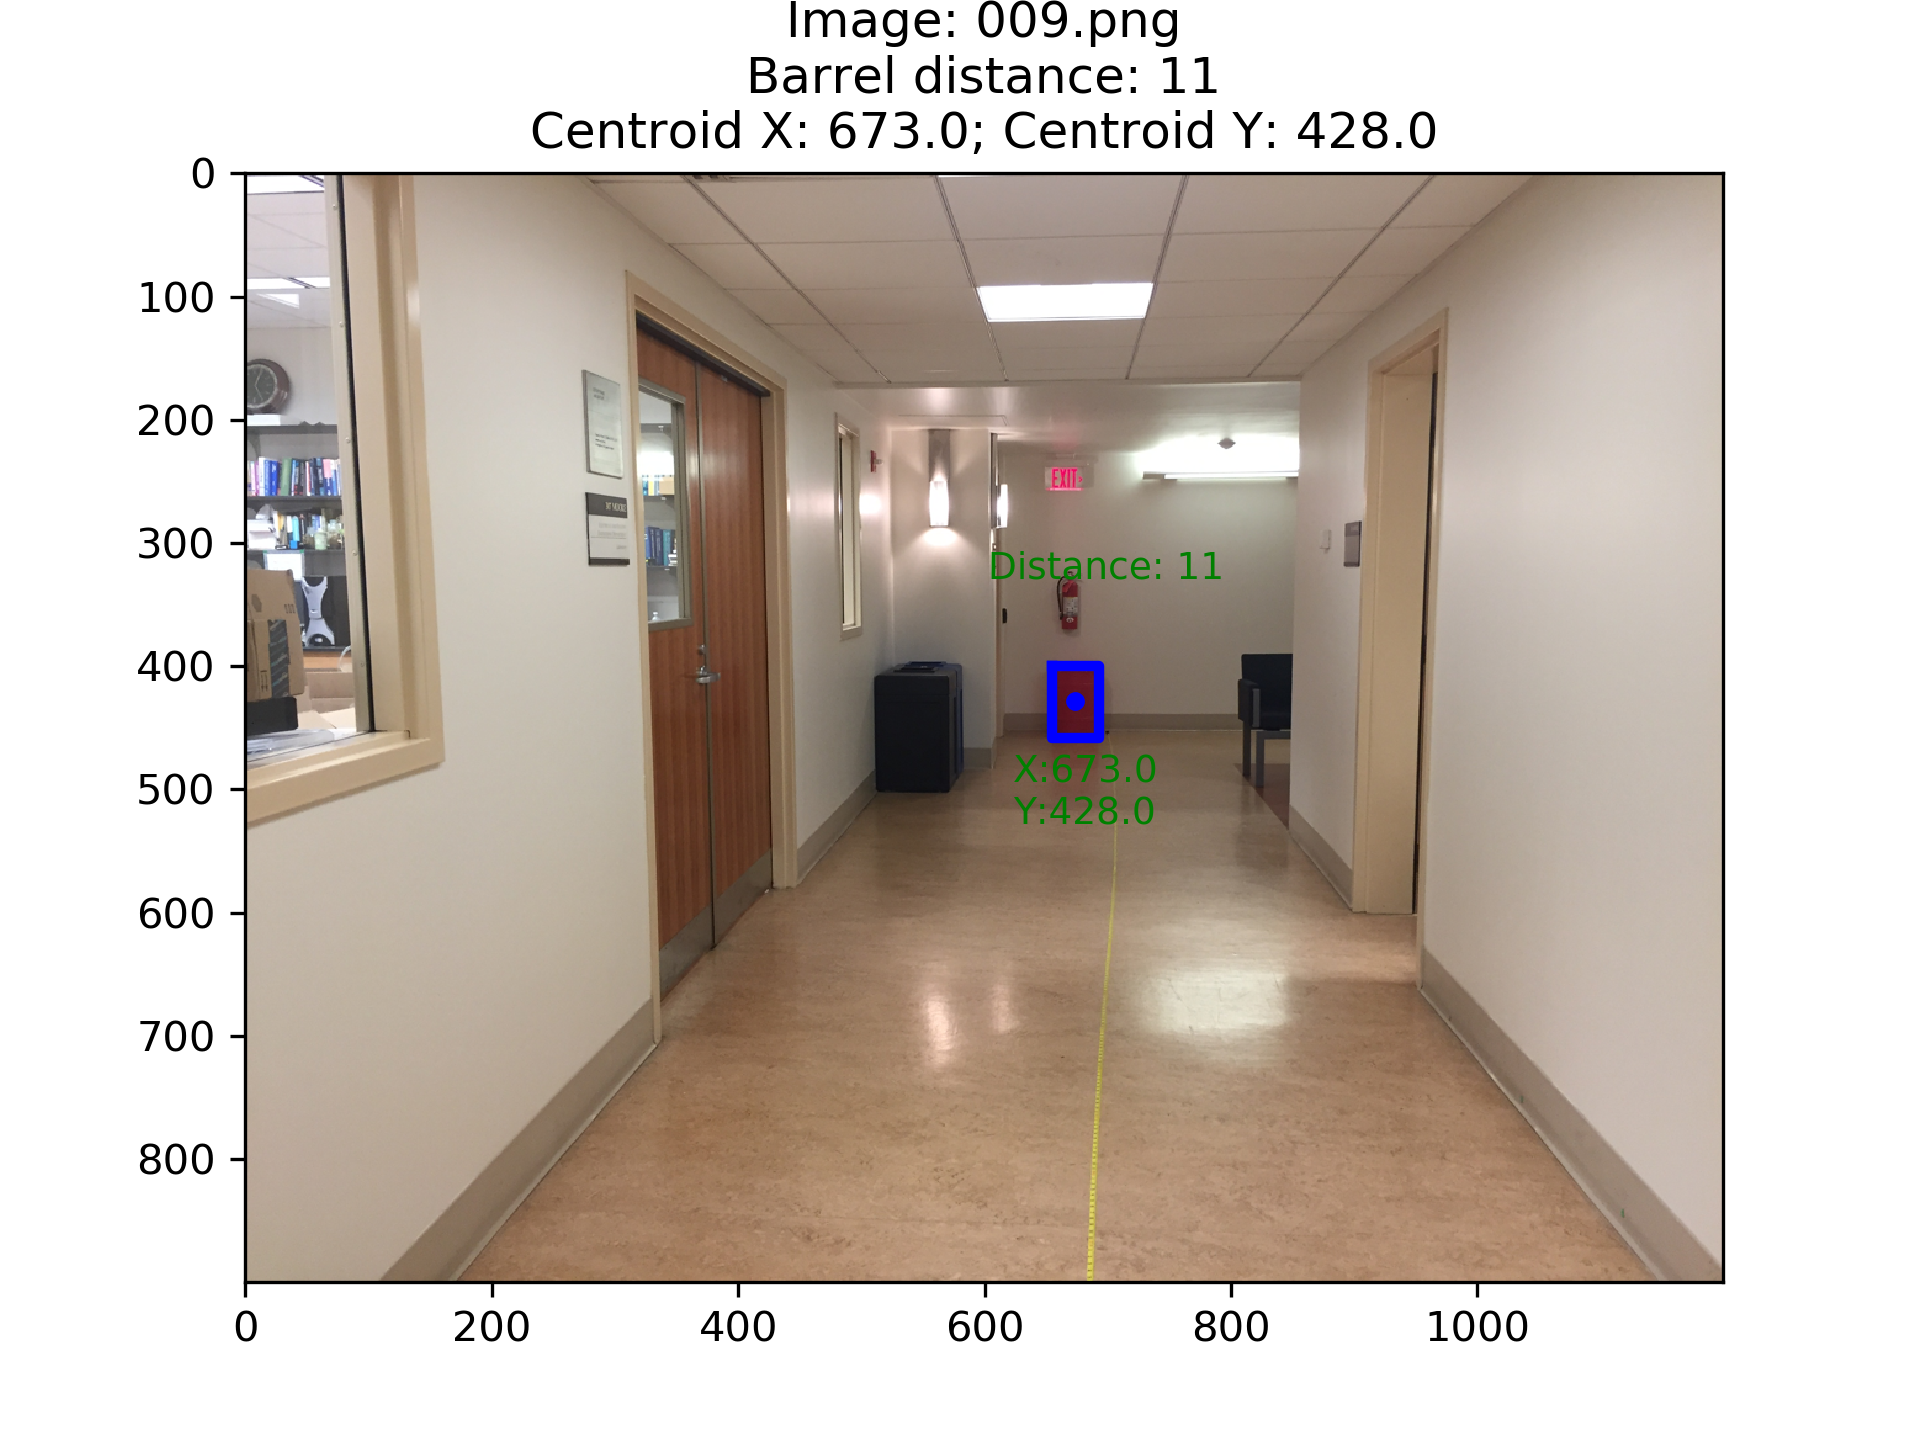 Image: 009.png
Barrel distance: 11
Centroid X: 673.0; Centroid Y: 428.0
0
100
200
300
400
500
600
700
800
EXIT
Distance: 11
X:673.0
Y:428.0
0
200
400
600
800
1000